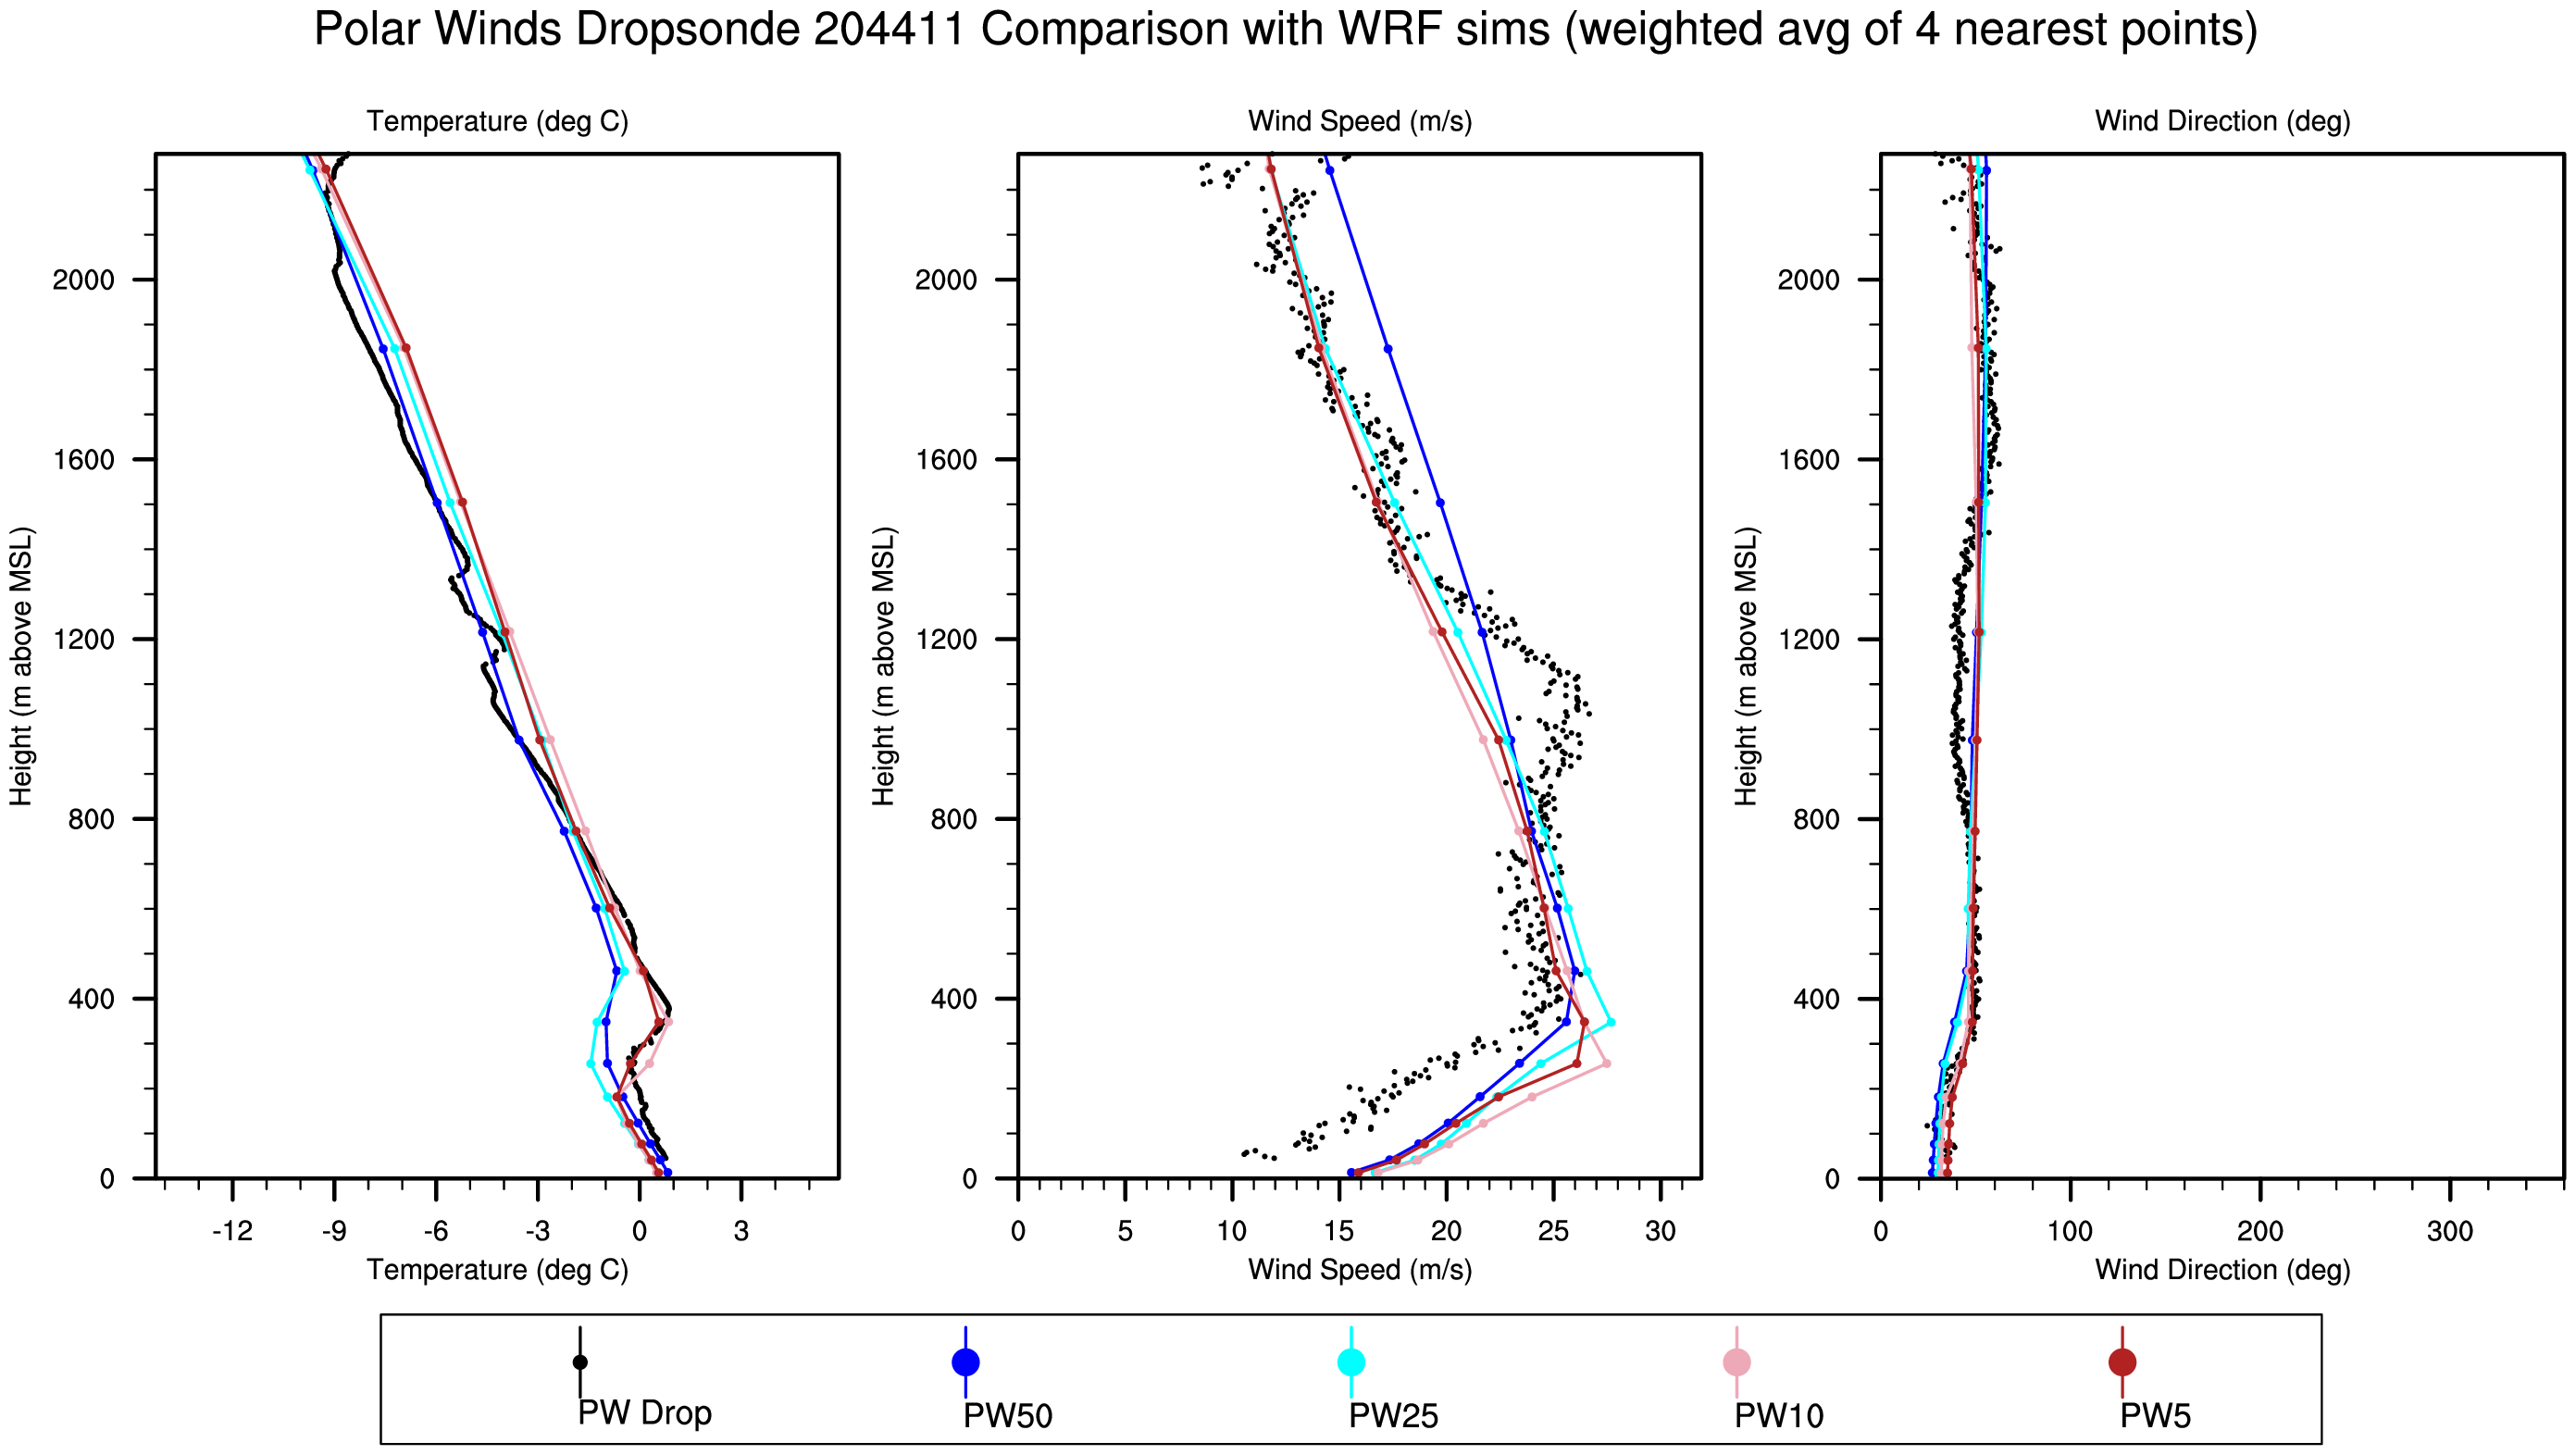 Polar Winds Dropsonde 204411 Comparison with WRF sims (weighted avg of 4 nearest points)
Temperature (deg C)
Height (m above MSL)
2000
1600
1200
800
400
0
-12 -9 -6 -3 0 3
Temperature (deg C)
Wind Speed (m/s)
Height (m above MSL)
2000
1600
1200
800
400
0
0 5 10 15 20 25 30
Wind Speed (m/s)
Wind Direction (deg)
Height (m above MSL)
2000
1600
1200
800
400
0
0 100 200 300
Wind Direction (deg)
PW Drop PW50 PW25 PW10 PW5